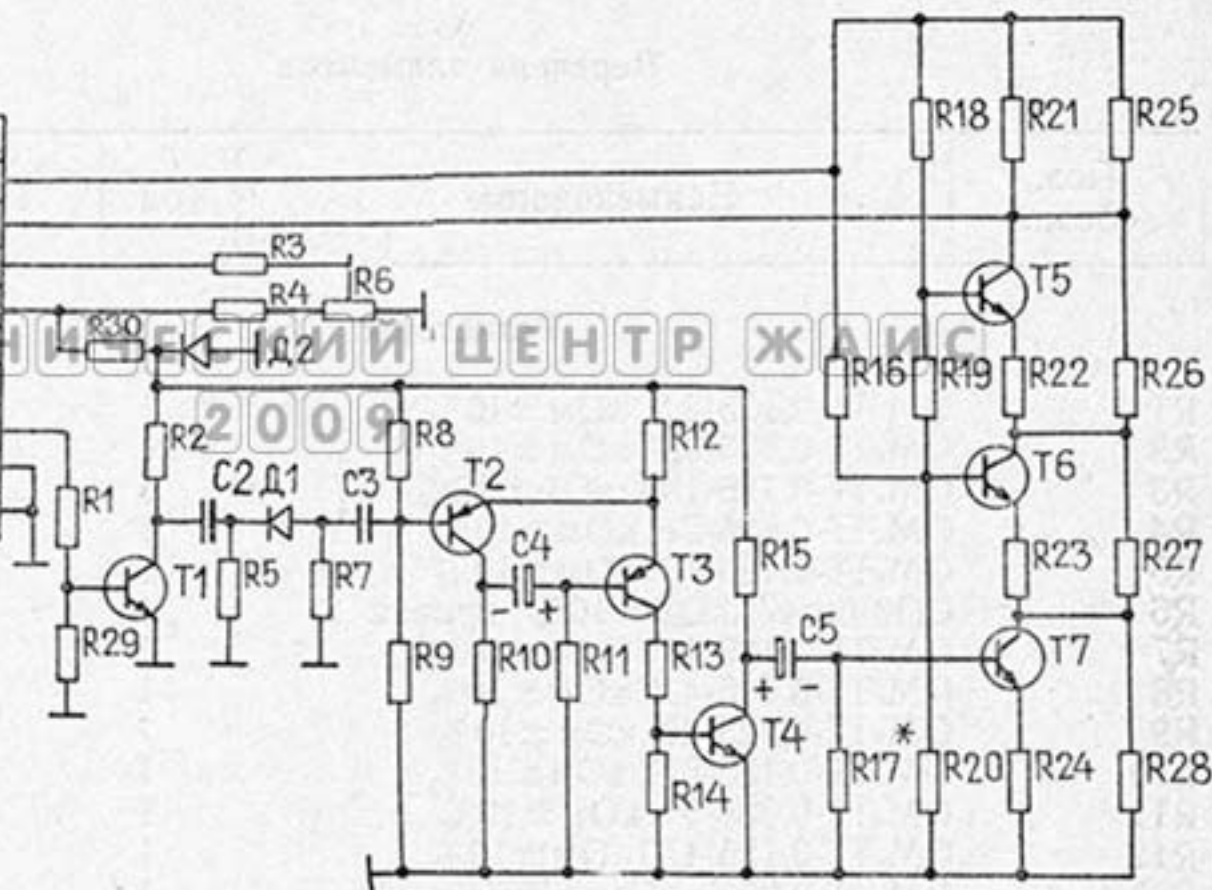 R18 R21 R25
R3
R4 R6 T5
R30 Д2
НИЧЕСКИЙ ЦЕНТР ЖАИС
R16 R19 R22 R26
2009
R2 R8 R12
C2 Д1 C3 T2 T6
R1 C4
T1 R5 R7 - + T3 R15 R23 R27
C5
R29 R9 R10 R11 R13 + - T7
T4
* R14 R17 R20 R24 R28